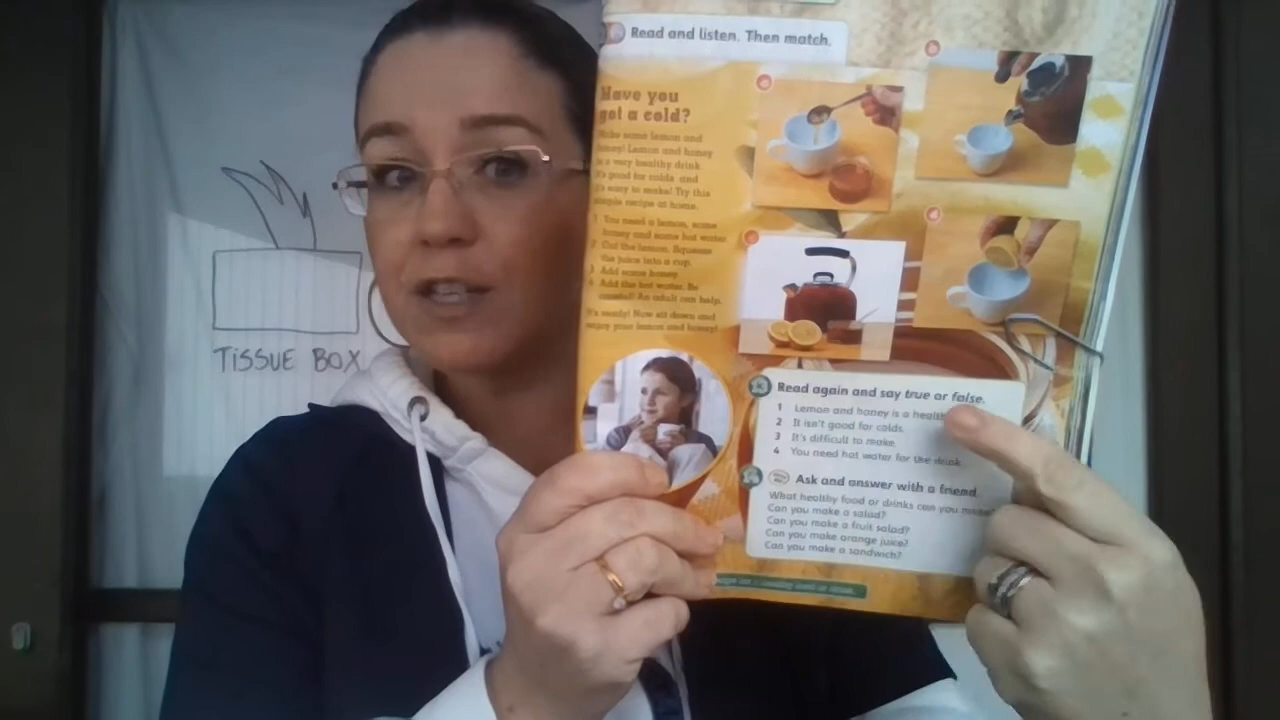 Read and listen. Then match.
Have you
got a cold?
Make some lemon and
honey! Lemon and honey
is a very healthy drink.
It's good for colds and
it's easy to make! Try this
simple recipe at home.
1 You need a lemon, some
honey and some hot water.
2 Cut the lemon. Squeeze
the juice into a cup.
3 Add some honey.
4 Add the hot water. Be
careful! An adult can help.
It's ready! Now sit down and
enjoy your lemon and honey!
Read again and say true or false.
1 Lemon and honey is a health
2 It isn't good for colds.
3 It's difficult to make.
4 You need hot water for the drink.
Ask and answer with a friend.
What healthy food or drinks can you make?
Can you make a salad?
Can you make a fruit salad?
Can you make orange juice?
Can you make a sandwich?
TISSUE BOX